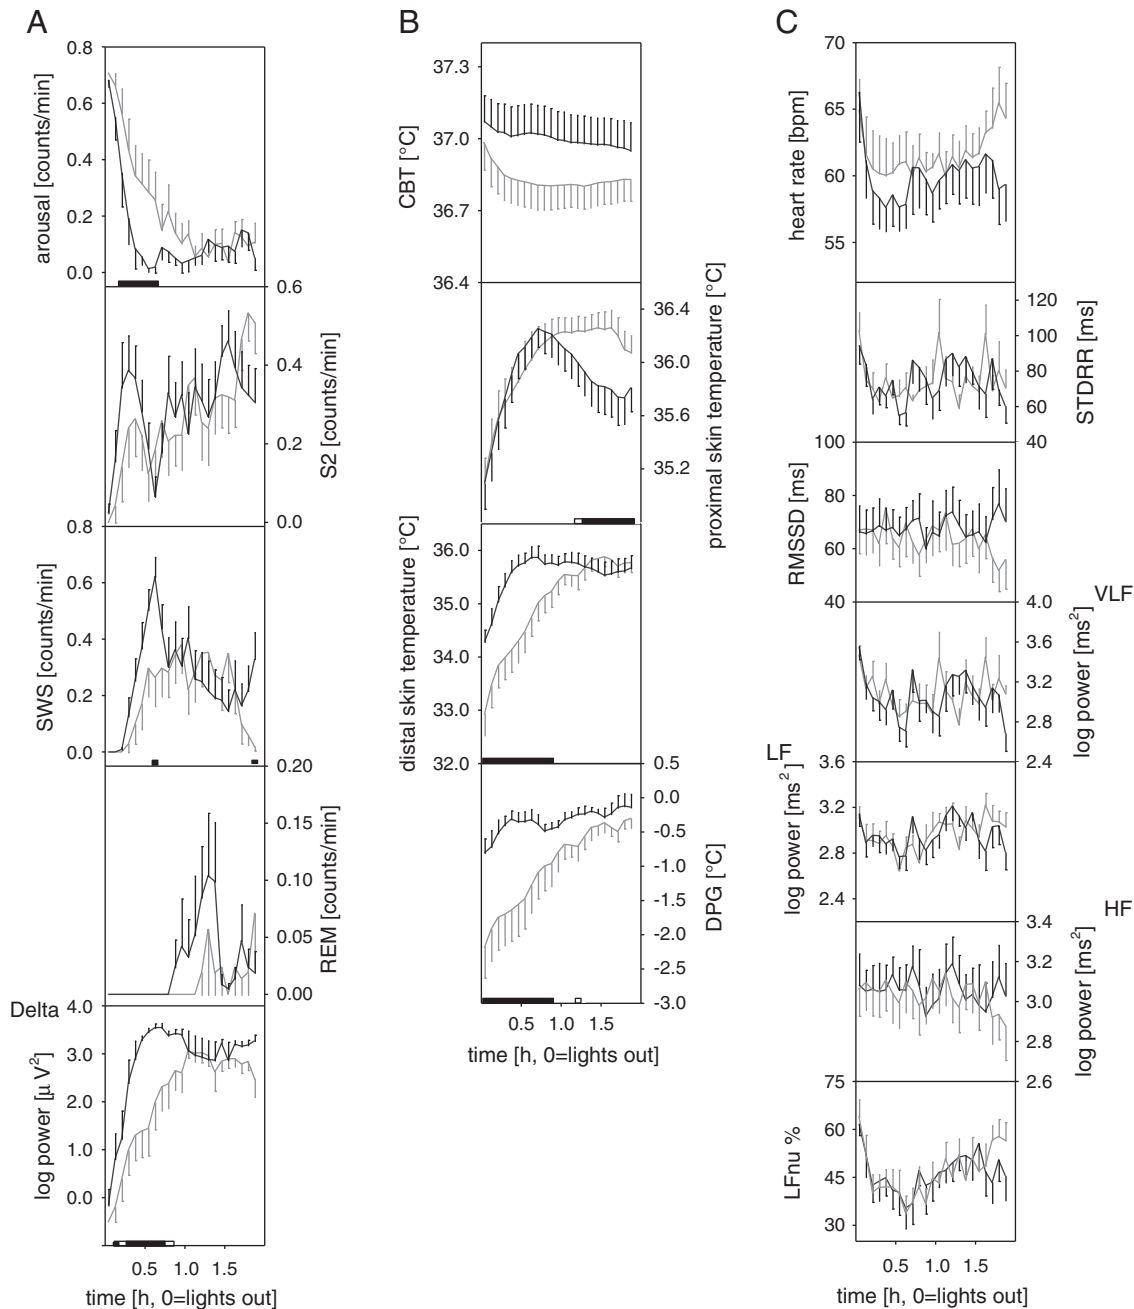 A
arousal [counts/min]
0.8
0.6
0.4
0.2
0.0
S2 [counts/min]
0.6
0.4
0.2
0.0
SWS [counts/min]
0.8
0.6
0.4
0.2
0.0
REM [counts/min]
0.20
0.15
0.10
0.05
0.00
Delta
log power [μ V²]
4.0
3.0
2.0
1.0
0.0
0.5 1.0 1.5
time [h, 0=lights out]
B
CBT [°C]
37.3
37.0
36.7
36.4
proximal skin temperature [°C]
36.4
36.0
35.6
35.2
distal skin temperature [°C]
36.0
35.0
34.0
33.0
32.0
DPG [°C]
0.5
0.0
-0.5
-1.0
-1.5
-2.0
-2.5
-3.0
0.5 1.0 1.5
time [h, 0=lights out]
C
heart rate [bpm]
70
65
60
55
STDRR [ms]
120
100
80
60
40
RMSSD [ms]
100
80
60
40
VLF
log power [ms²]
4.0
3.6
3.2
2.8
2.4
LF
log power [ms²]
3.6
3.2
2.8
2.4
HF
log power [ms²]
3.4
3.2
3.0
2.8
2.6
LFnu %
75
60
45
30
0.5 1.0 1.5
time [h, 0=lights out]